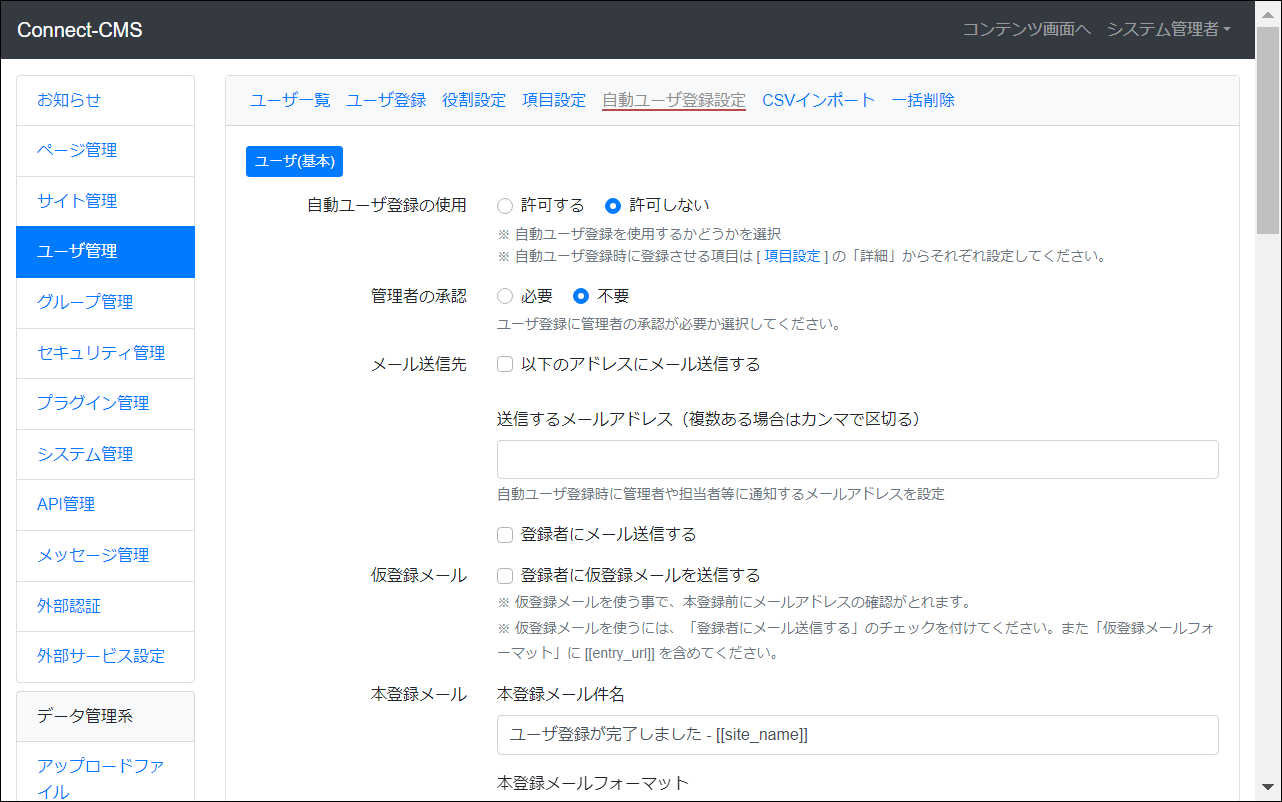 Connect-CMS
コンテンツ画面へ システム管理者
お知らせ
ページ管理
サイト管理
ユーザ管理
グループ管理
セキュリティ管理
プラグイン管理
システム管理
API管理
メッセージ管理
外部認証
外部サービス設定
データ管理系
アップロードファ
イル
ユーザ一覧 ユーザ登録 役割設定 項目設定 自動ユーザ登録設定 CSVインポート 一括削除
ユーザ(基本)
自動ユーザ登録の使用 許可する 許可しない
※ 自動ユーザ登録を使用するかどうかを選択
※ 自動ユーザ登録時に登録させる項目は [ 項目設定 ] の「詳細」からそれぞれ設定してください。
管理者の承認 必要 不要
ユーザ登録に管理者の承認が必要か選択してください。
メール送信先 以下のアドレスにメール送信する
送信するメールアドレス（複数ある場合はカンマで区切る）
自動ユーザ登録時に管理者や担当者等に通知するメールアドレスを設定
登録者にメール送信する
仮登録メール 登録者に仮登録メールを送信する
※ 仮登録メールを使う事で、本登録前にメールアドレスの確認がとれます。
※ 仮登録メールを使うには、「登録者にメール送信する」のチェックを付けてください。また「仮登録メールフォ
ーマット」に [[entry_url]] を含めてください。
本登録メール 本登録メール件名
ユーザ登録が完了しました - [[site_name]]
本登録メールフォーマット